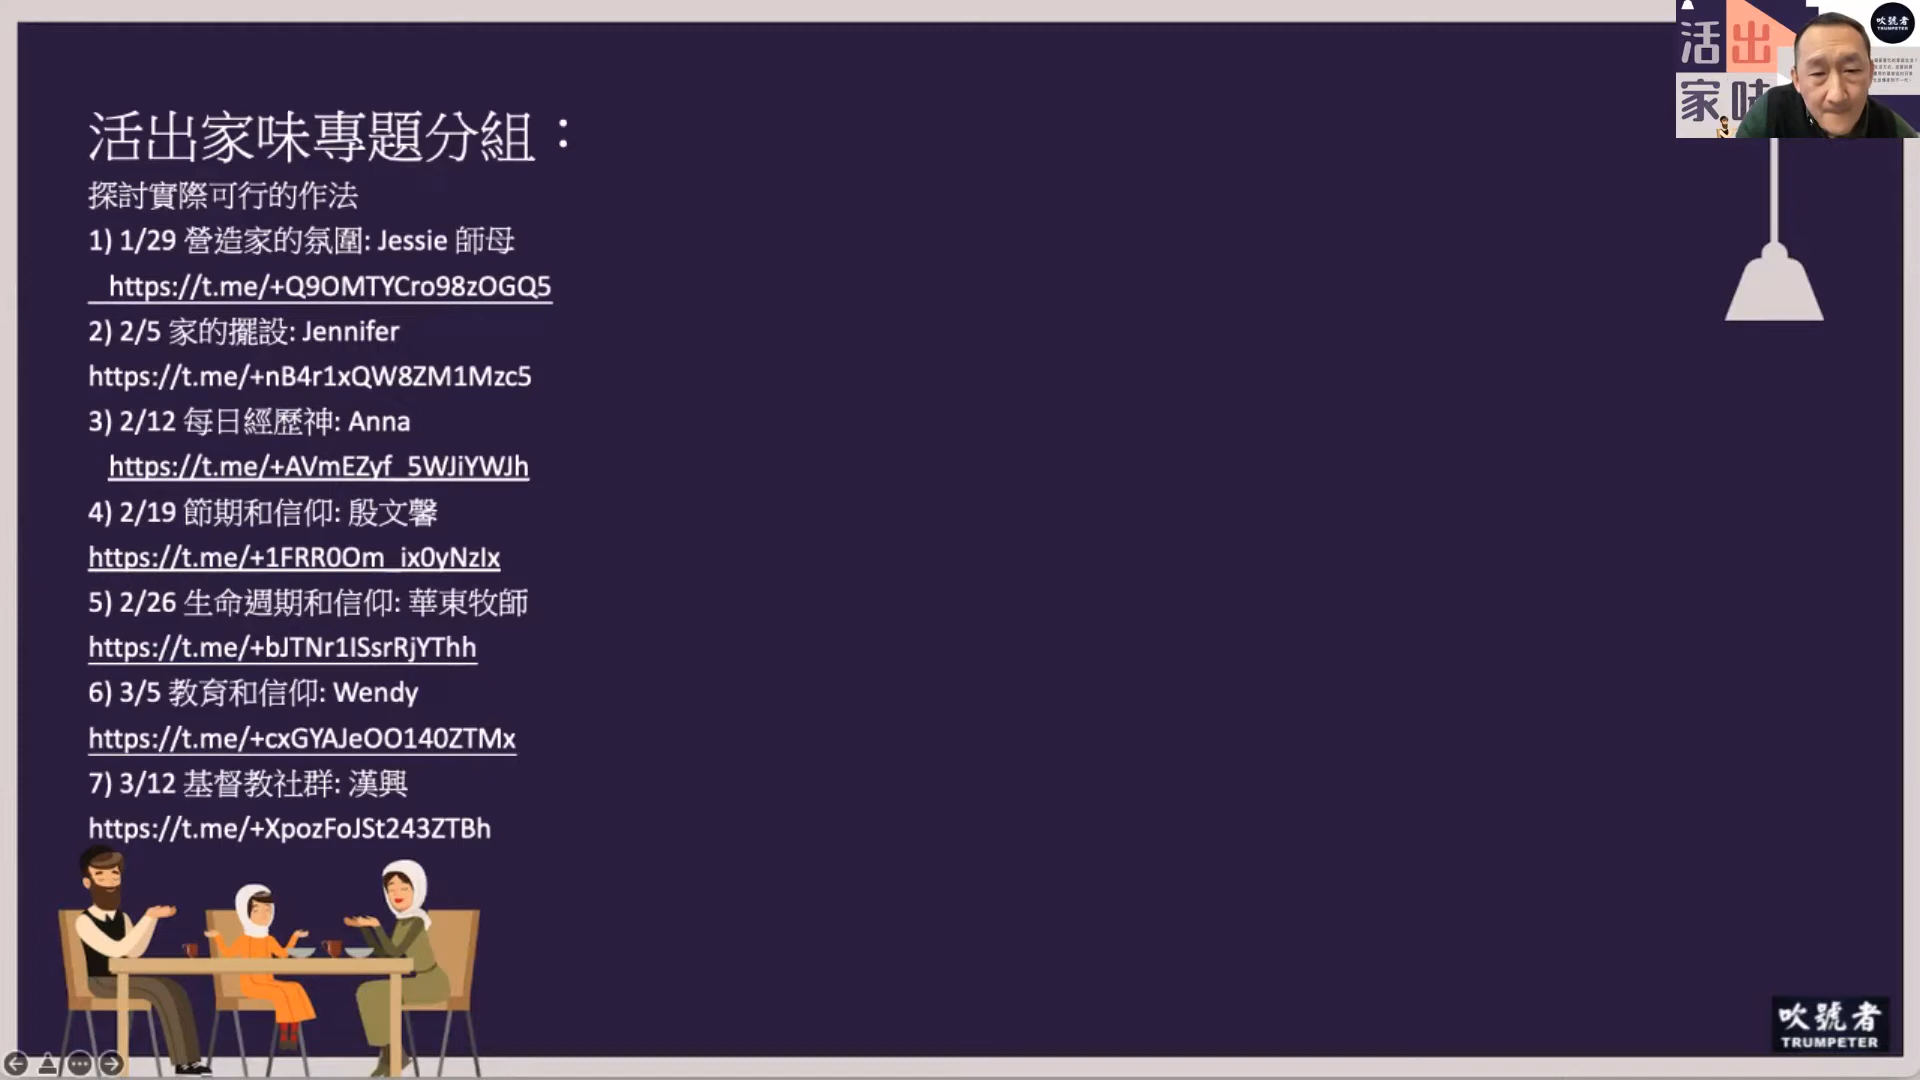 活出家味專題分組：
探討實際可行的作法
1) 1/29 營造家的氛圍: Jessie 師母
https://t.me/+Q9OMTYCro98zOGQ5
2) 2/5 家的擺設: Jennifer
https://t.me/+nB4r1xQW8ZM1Mzc5
3) 2/12 每日經歷神: Anna
https://t.me/+AVmEZyf_5WJiYWJh
4) 2/19 節期和信仰: 殷文馨
https://t.me/+1FRR0Om_ix0yNzIx
5) 2/26 生命週期和信仰: 華東牧師
https://t.me/+bJTNr1ISsrRjYThh
6) 3/5 教育和信仰: Wendy
https://t.me/+cxGYAJeOO140ZTMx
7) 3/12 基督教社群: 漢興
https://t.me/+XpozFoJSt243ZTBh
活出
家味
吹號者
TRUMPETER
吹號者
TRUMPETER